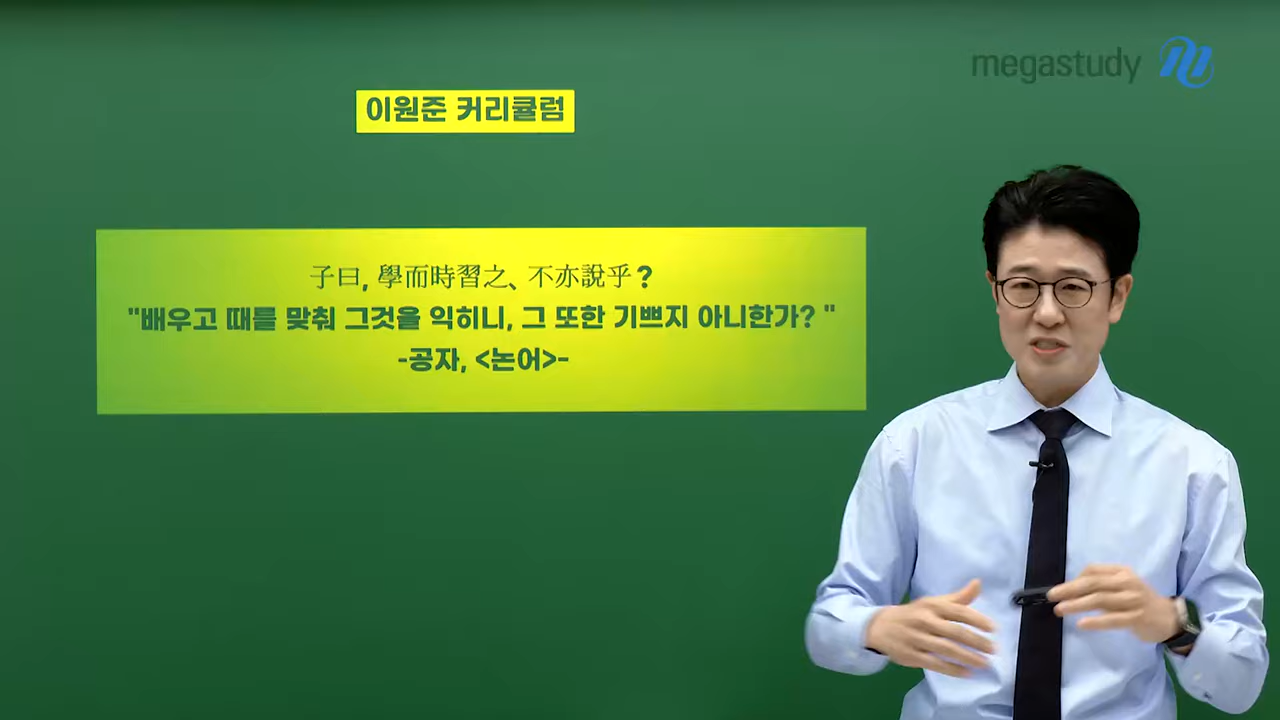 megastudy
이원준 커리큘럼
子曰, 學而時習之、不亦說乎?
"배우고 때를 맞춰 그것을 익히니, 그 또한 기쁘지 아니한가? "
-공자, <논어>-